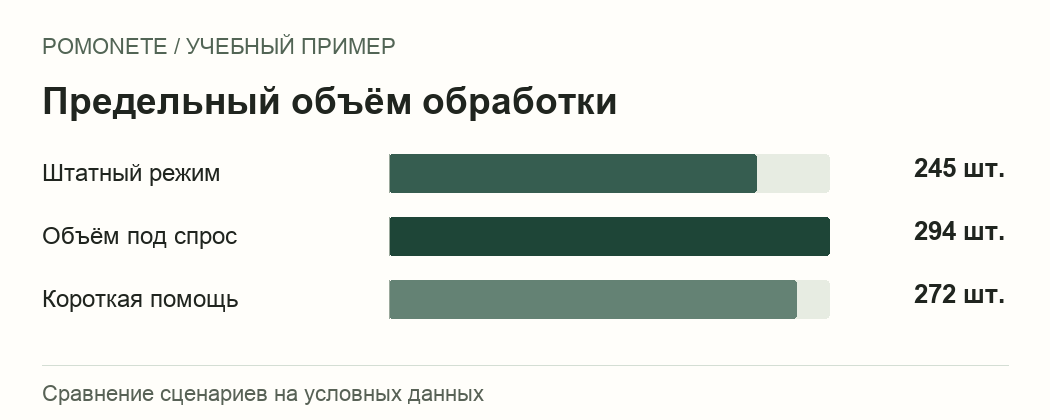 POMONETE / УЧЕБНЫЙ ПРИМЕР
Предельный объём обработки
Штатный режим 245 шт.
Объём под спрос 294 шт.
Короткая помощь 272 шт.
Сравнение сценариев на условных данных